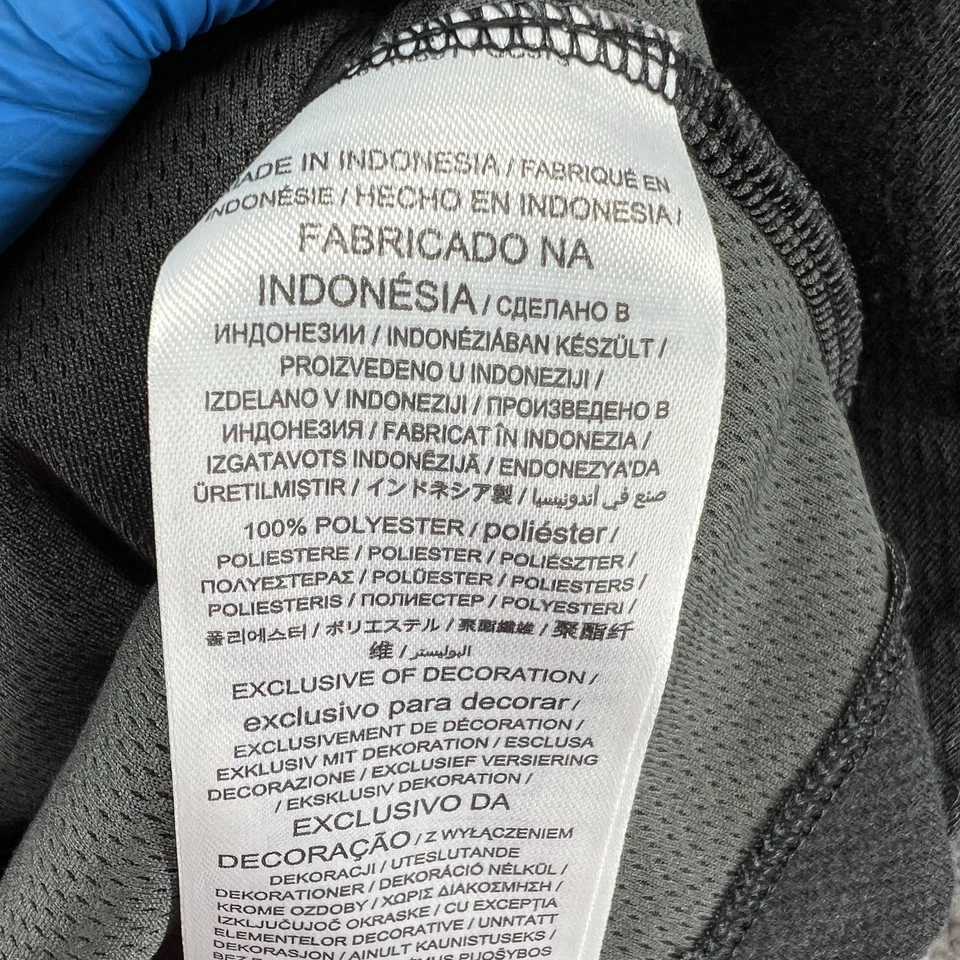 MADE IN INDONESIA / FABRIQUÉ EN
INDONÉSIE / HECHO EN INDONESIA /
FABRICADO NA
INDONÉSIA / СДЕЛАНО В
ИНДОНЕЗИИ / INDONÉZIÁBAN KÉSZÜLT /
PROIZVEDENO U INDONEZIJI /
IZDELANO V INDONEZIJI / ПРОИЗВЕДЕНО В
ИНДОНЕЗИЯ / FABRICAT ÎN INDONEZIA /
IZGATAVOTS INDONĒZIJĀ / ENDONEZYA'DA
ÜRETILMIŞTIR / インドネシア製 / صنع في أندونيسيا
100% POLYESTER / poliéster /
POLIESTERE / POLIESTER / POLIÉSZTER /
ΠΟΛΥΕΣΤΕΡΑΣ / POLÜESTER / POLIESTERS /
POLIESTERIS / ПОЛИЕСТЕР / POLYESTERI /
폴리에스터 / ポリエステル / 聚酯纖維 / 聚酯纤
维 / البوليستر
EXCLUSIVE OF DECORATION /
exclusivo para decorar /
EXCLUSIVEMENT DE DÉCORATION /
EXKLUSIV MIT DEKORATION / ESCLUSA
DECORAZIONE / EXCLUSIEF VERSIERING
/ EKSKLUSIV DEKORATION /
EXCLUSIVO DA
DECORAÇÃO / Z WYŁĄCZENIEM
DEKORACJI / UTESLUTANDE
DEKORATIONER / DEKORÁCIÓ NÉLKÜL /
KROME OZDOBY / ΧΩΡΙΣ ΔΙΑΚΟΣΜΗΣΗ /
IZKLJUČUJOČ OKRASKE / CU EXCEPȚIA
ELEMENTELOR DECORATIVE / UNNTATT
DEKORASJON / AINULT KAUNISTUSEKS /
PUOŠYBOS